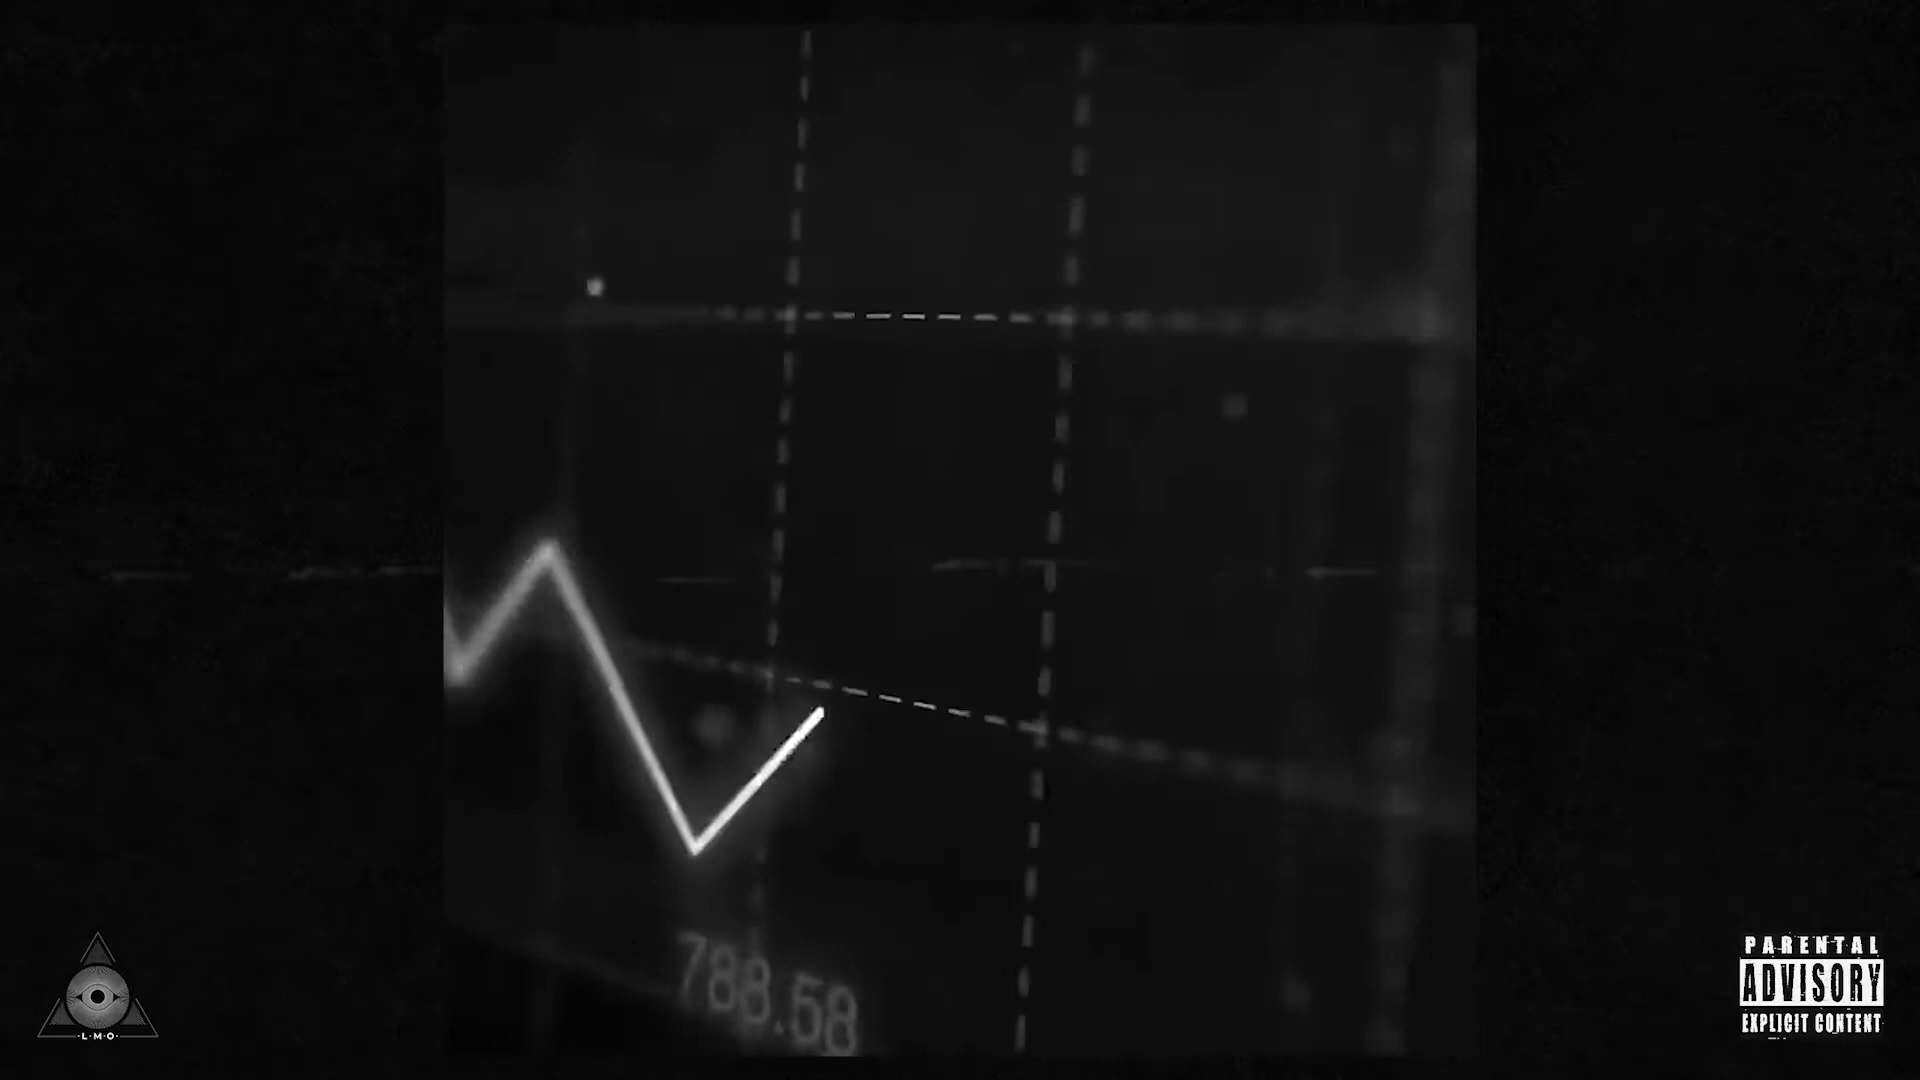 788.58
·L·M·O·
PARENTAL
ADVISORY
EXPLICIT CONTENT